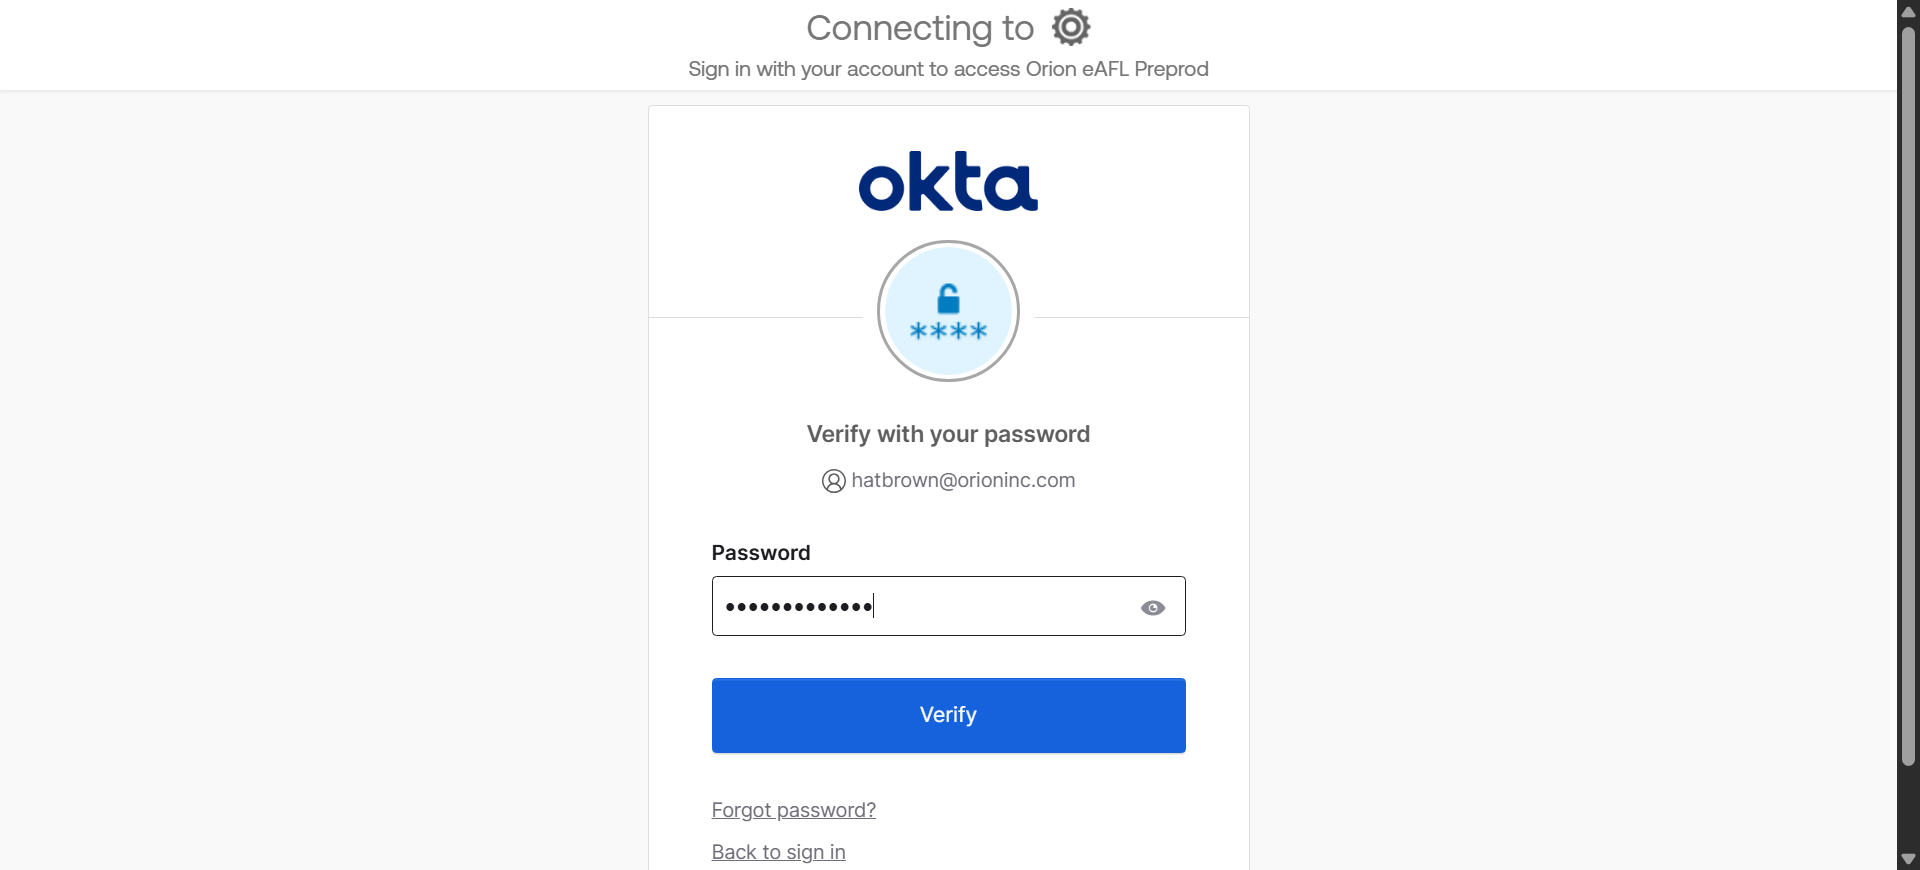 Connecting to
Sign in with your account to access Orion eAFL Preprod
okta
****
Verify with your password
hatbrown@orioninc.com
Password
•••••••••••••
Verify
Forgot password?
Back to sign in